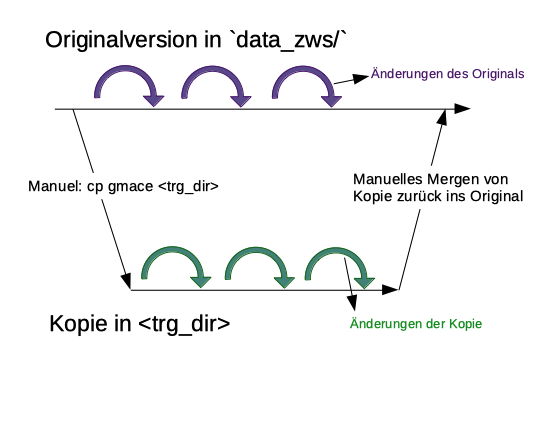 Originalversion in `data_zws/`
Änderungen des Originals
Manuel: cp gmace <trg_dir>
Manuelles Mergen von
Kopie zurück ins Original
Kopie in <trg_dir>
Änderungen der Kopie